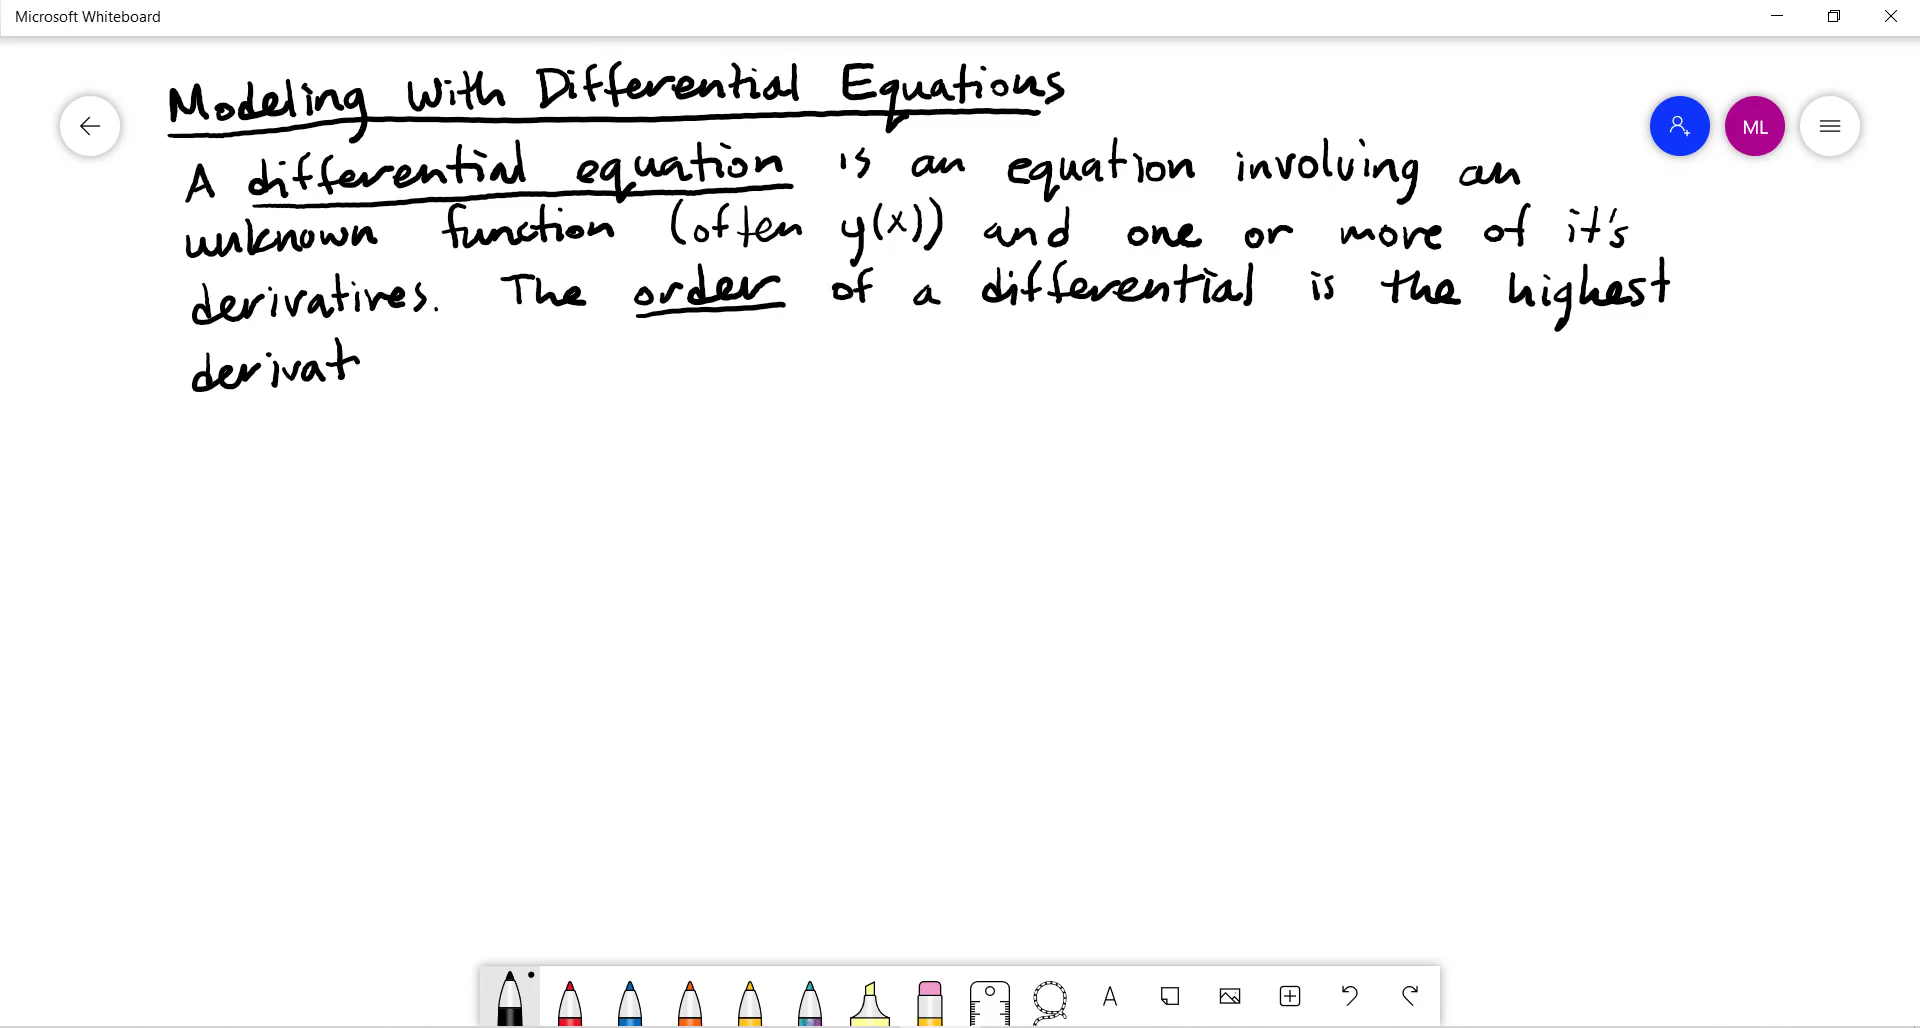 Microsoft Whiteboard
Modeling with Differential Equations
ML
A differential equation is an equation involving an
unknown function (often y(x)) and one or more of it's
derivatives. The order of a differential is the highest
derivat
A